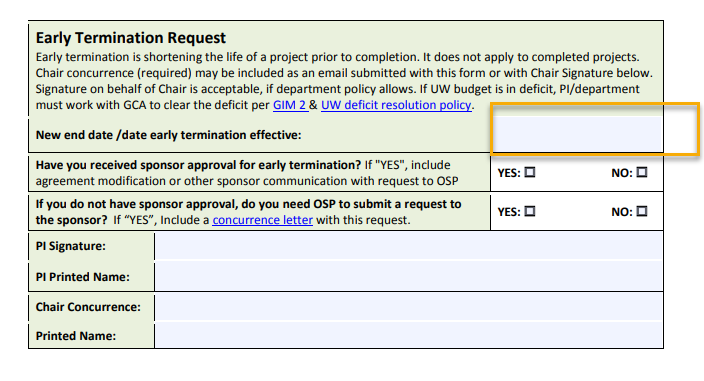 Early Termination Request
Early termination is shortening the life of a project prior to completion. It does not apply to completed projects.
Chair concurrence (required) may be included as an email submitted with this form or with Chair Signature below.
Signature on behalf of Chair is acceptable, if department policy allows. If UW budget is in deficit, PI/department
must work with GCA to clear the deficit per GIM 2 & UW deficit resolution policy.
New end date /date early termination effective:
Have you received sponsor approval for early termination? If "YES", include
agreement modification or other sponsor communication with request to OSP
YES: NO:
If you do not have sponsor approval, do you need OSP to submit a request to
the sponsor? If “YES”, Include a concurrence letter with this request.
YES: NO:
PI Signature:
PI Printed Name:
Chair Concurrence:
Printed Name: